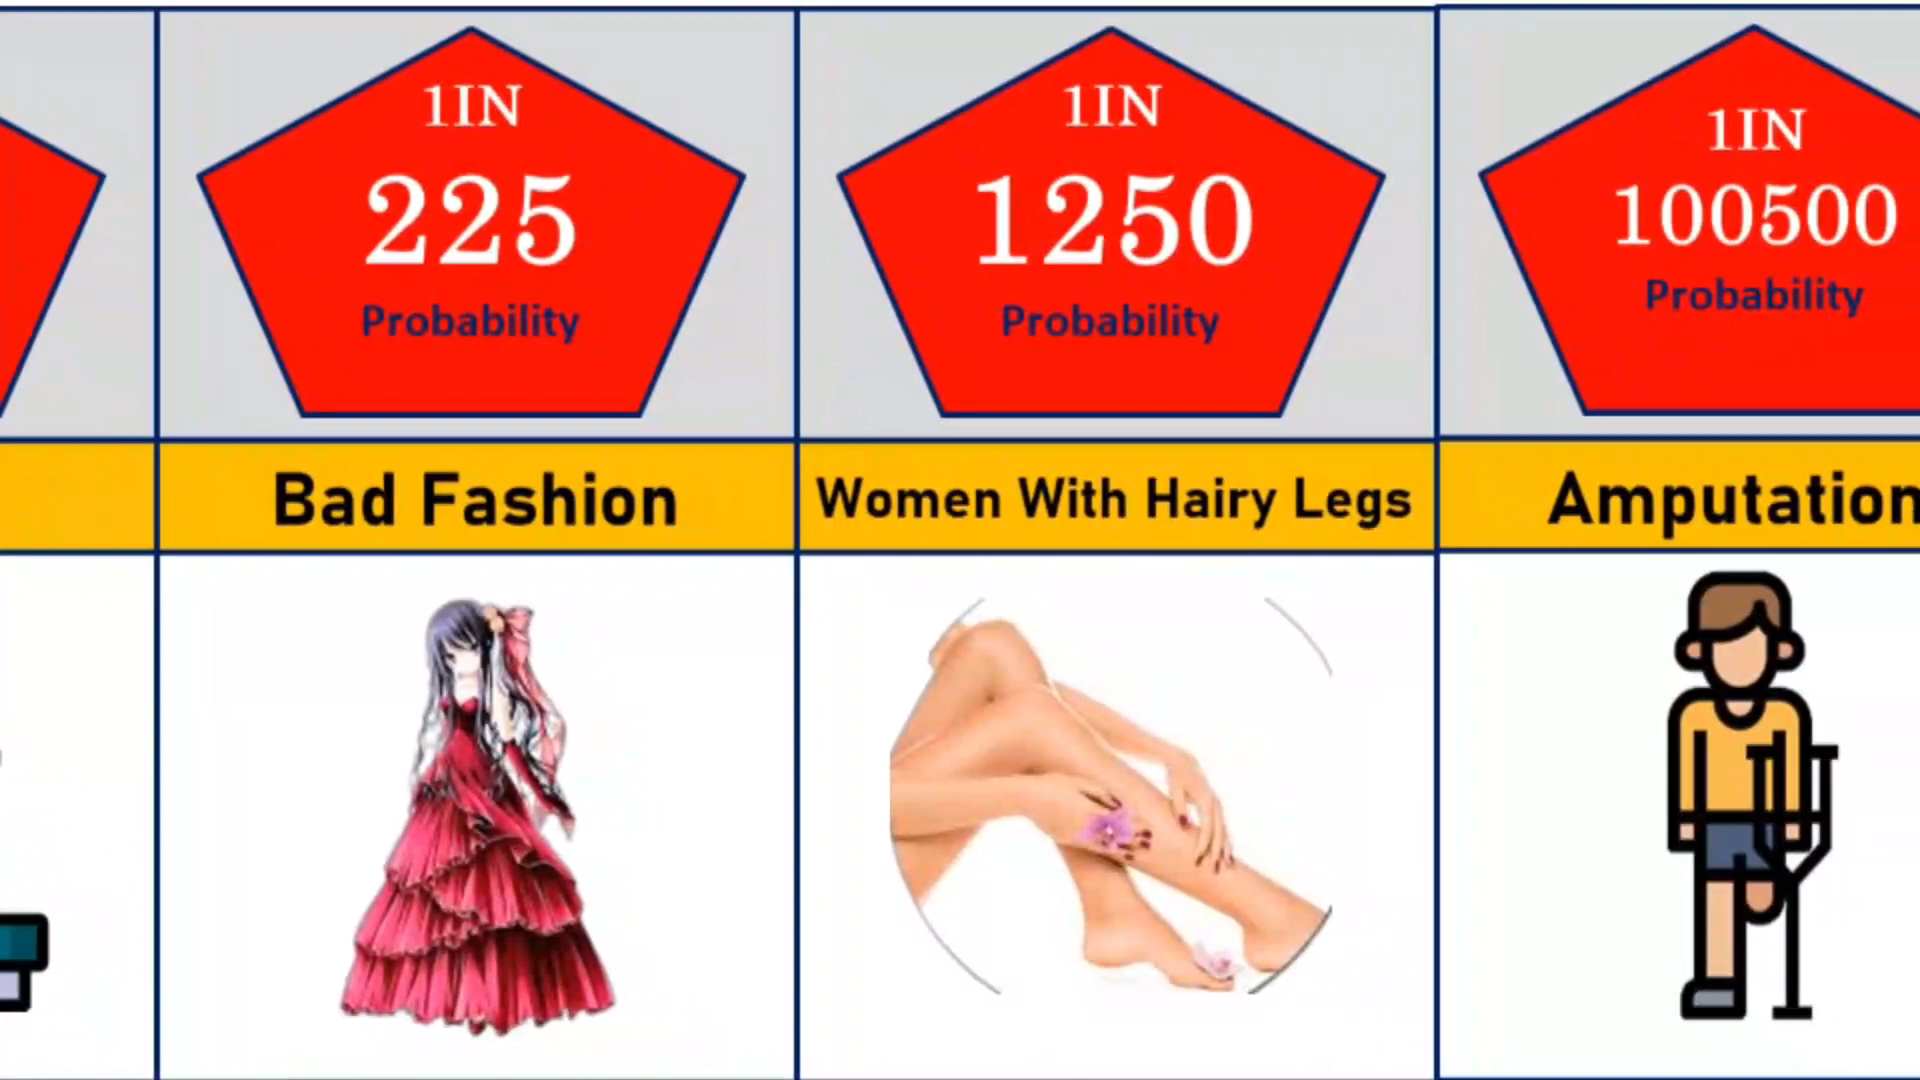 1IN
225
Probability
Bad Fashion
1IN
1250
Probability
Women With Hairy Legs
1IN
100500
Probability
Amputation